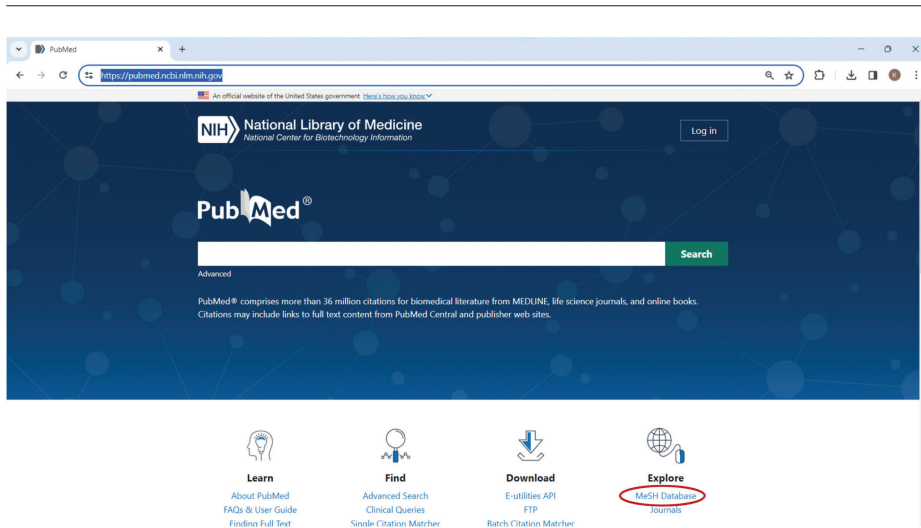 PubMed
https://pubmed.ncbi.nlm.nih.gov
K
An official website of the United States government Here's how you know
NIH National Library of Medicine
National Center for Biotechnology Information
Log in
PubMed®
Search
Advanced
PubMed® comprises more than 36 million citations for biomedical literature from MEDLINE, life science journals, and online books.
Citations may include links to full text content from PubMed Central and publisher web sites.
Learn Find Download Explore
About PubMed Advanced Search E-utilities API MeSH Database
FAQs & User Guide Clinical Queries FTP Journals
Finding Full Text Single Citation Matcher Batch Citation Matcher